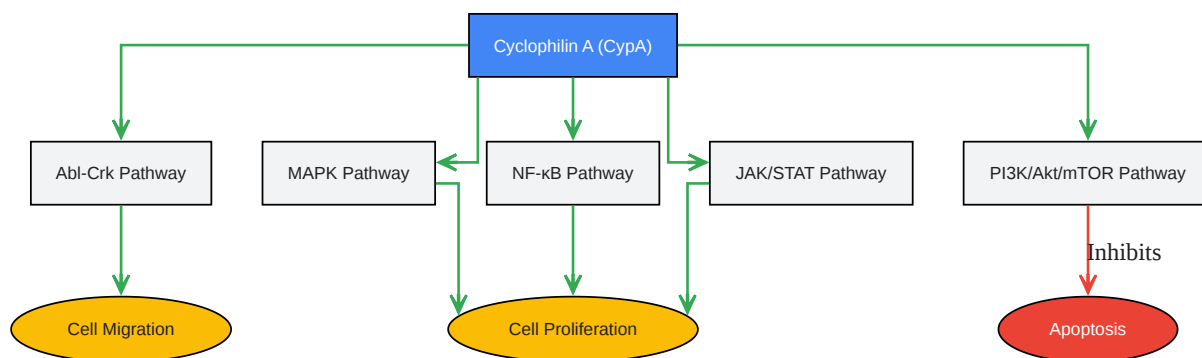 Cyclophilin A (CypA)
Abl-Crk Pathway
MAPK Pathway
NF-κB Pathway
JAK/STAT Pathway
PI3K/Akt/mTOR Pathway
Inhibits
Cell Migration
Cell Proliferation
Apoptosis